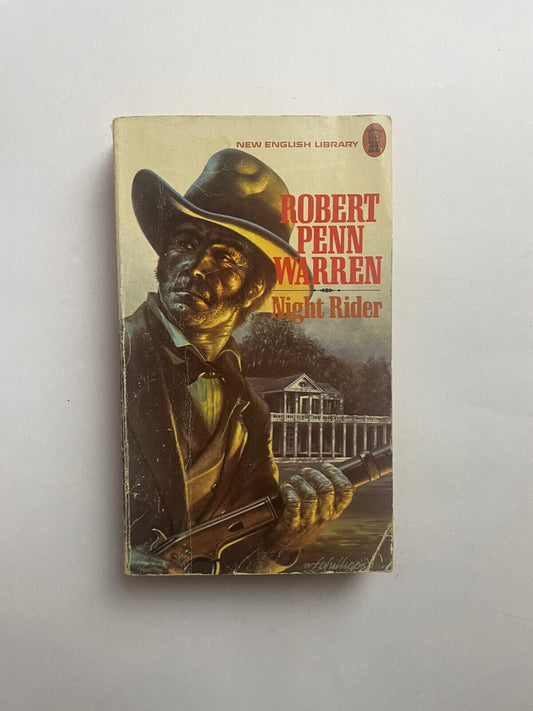 NEW ENGLISH LIBRARY
ROBERT
PENN
WARREN
Night Rider